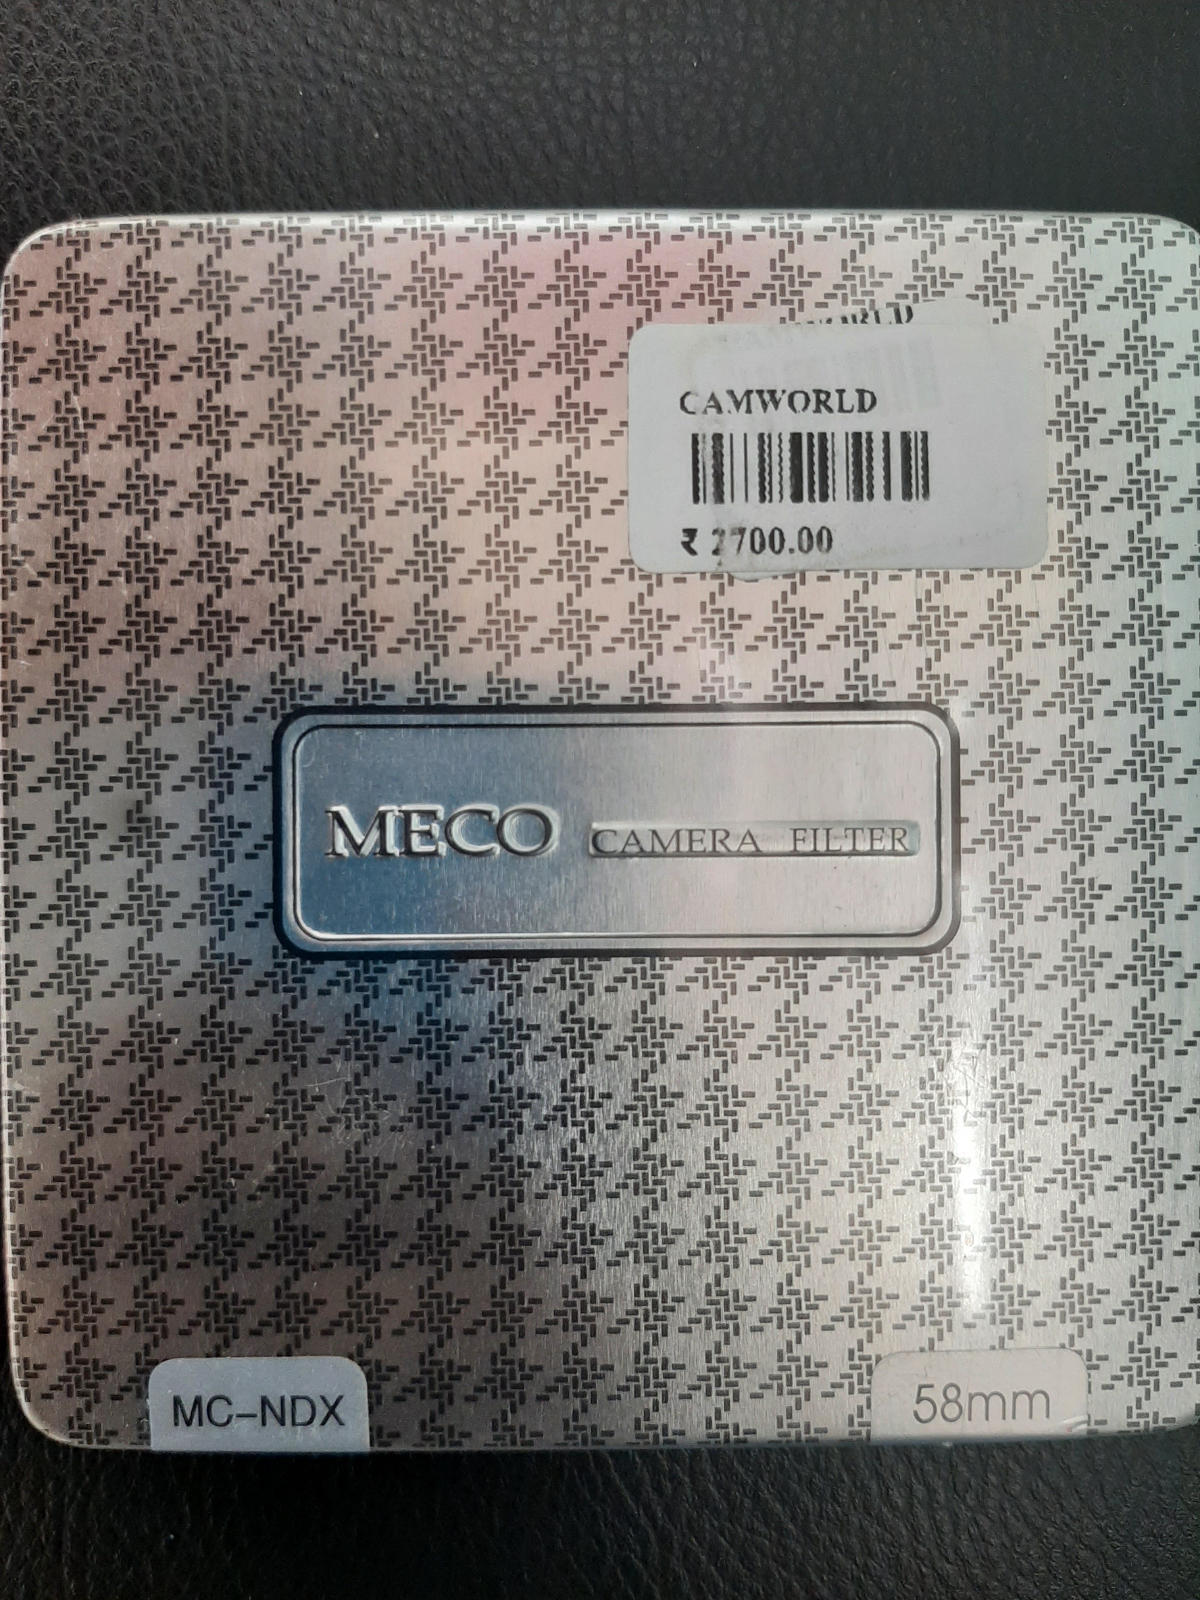 CAMWORLD
₹ 2700.00
MECO CAMERA FILTER
MC-NDX
58mm